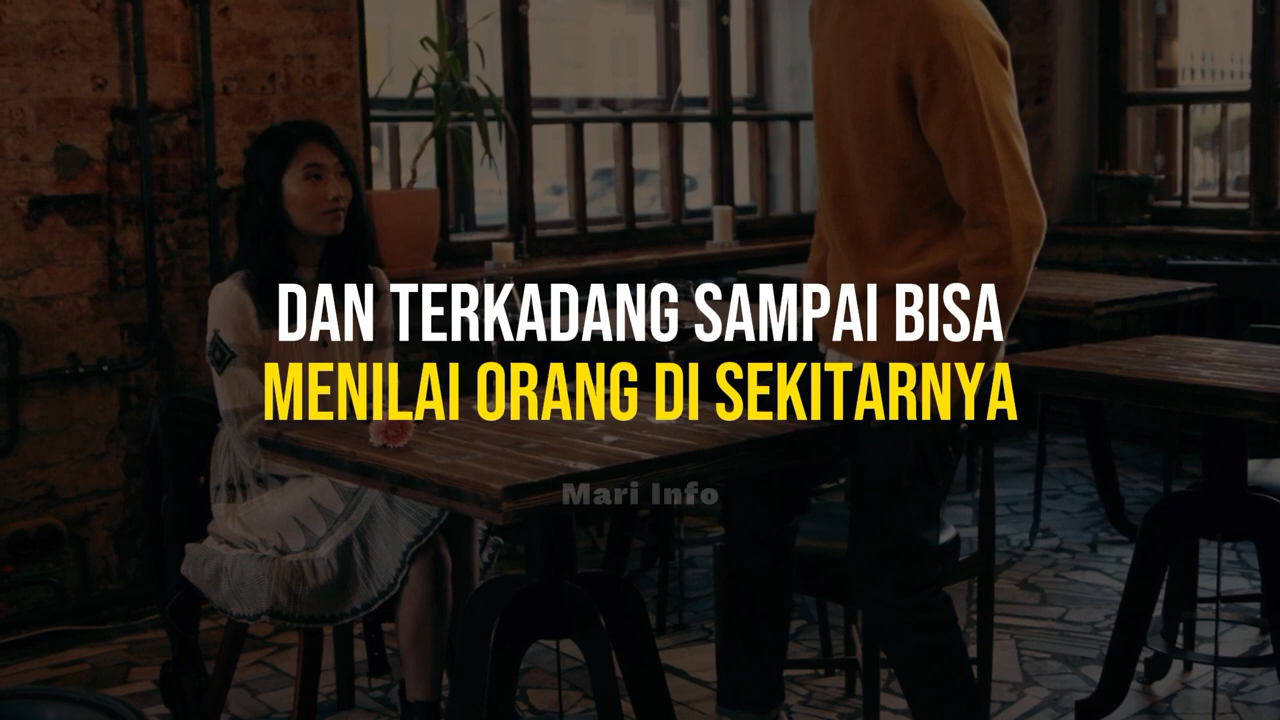 DAN TERKADANG SAMPAI BISA
MENILAI ORANG DI SEKITARNYA
Mari Info